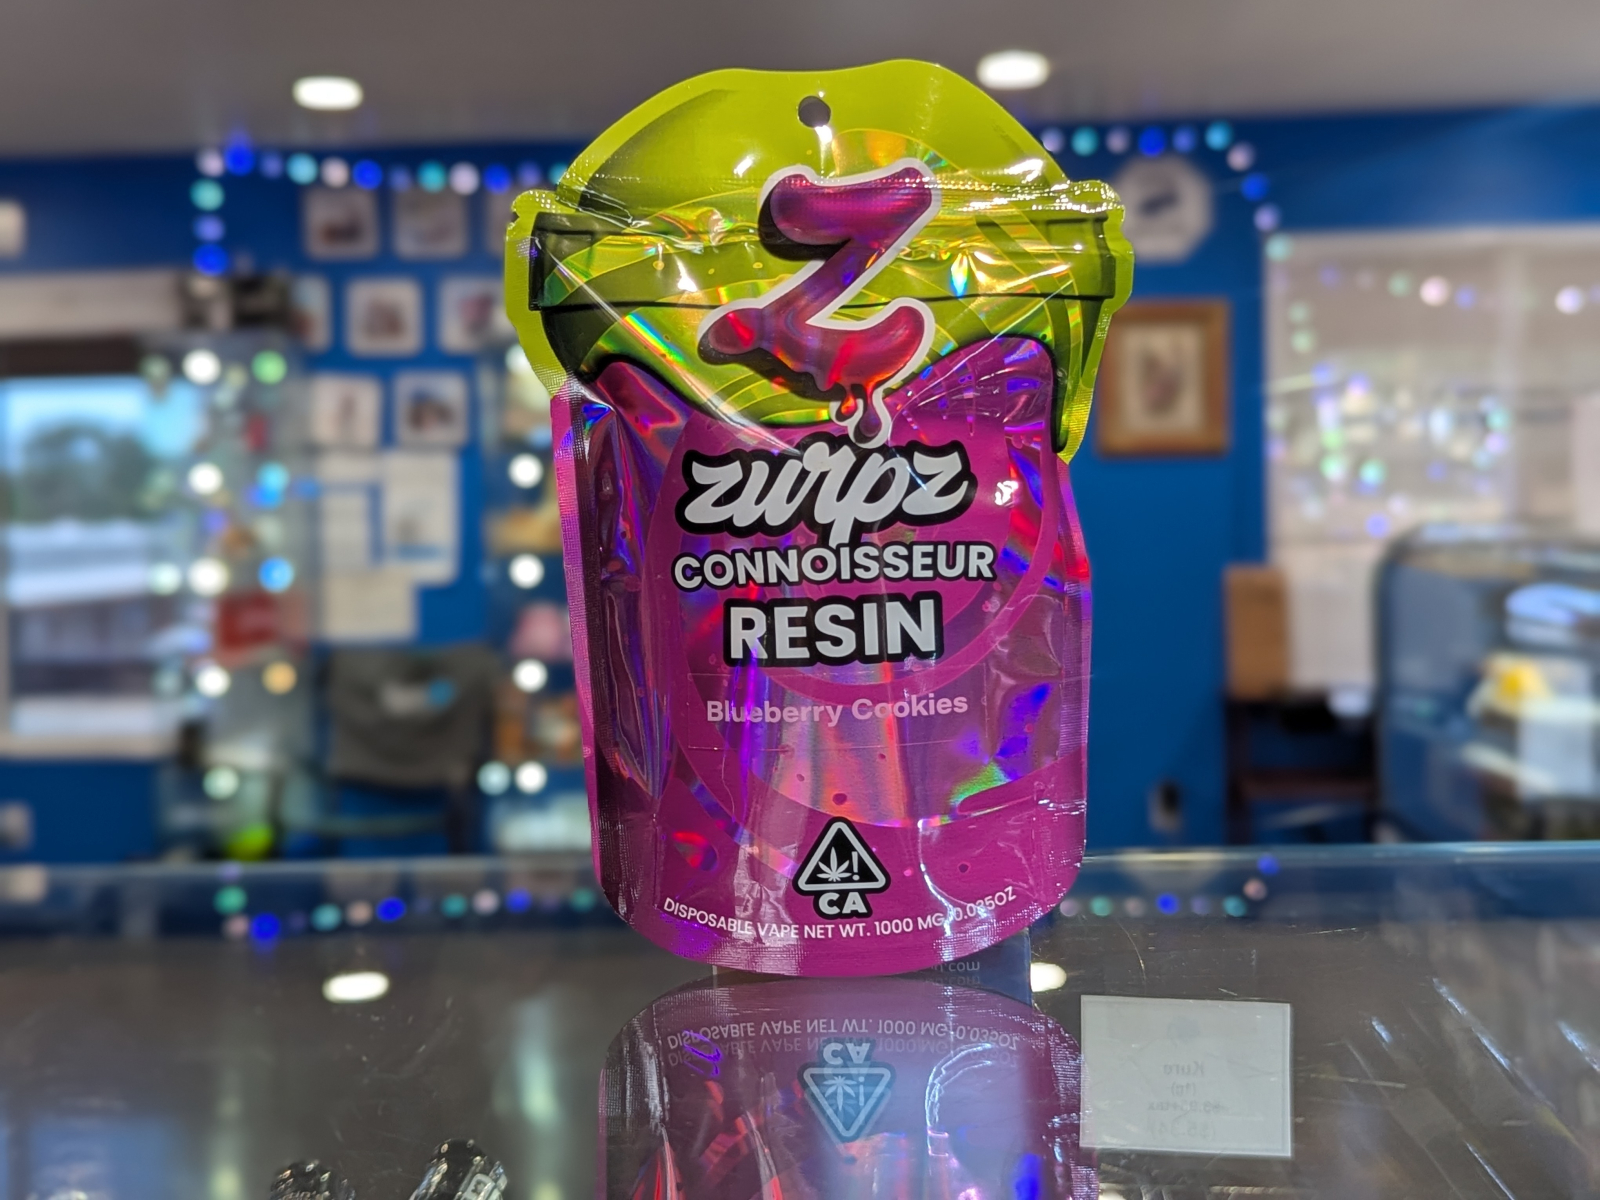 Z
zurpz
CONNOISSEUR
RESIN
Blueberry Cookies
CA
DISPOSABLE VAPE NET WT. 1000 MG/0.035OZ